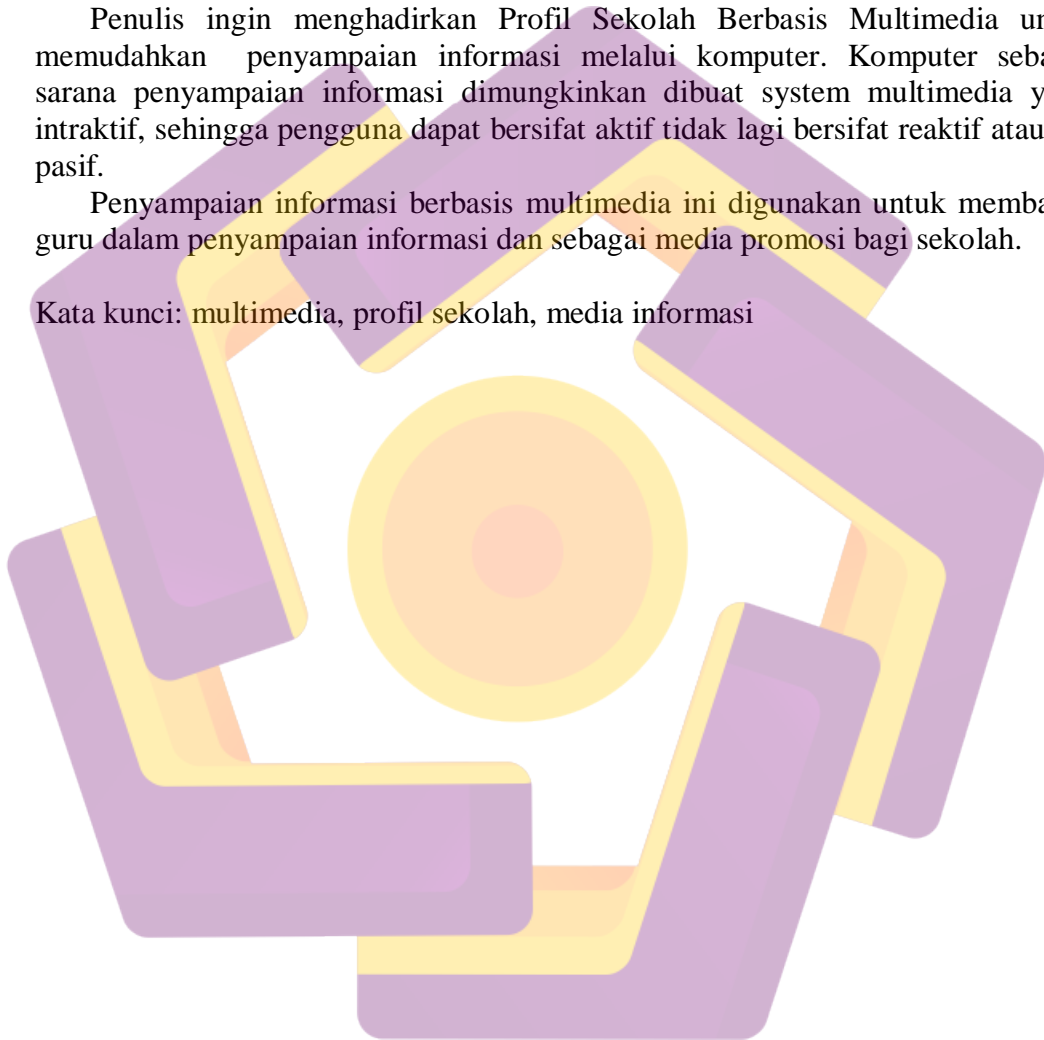 Penulis ingin menghadirkan Profil Sekolah Berbasis Multimedia un
memudahkan penyampaian informasi melalui komputer. Komputer seba
sarana penyampaian informasi dimungkinkan dibuat system multimedia y
intraktif, sehingga pengguna dapat bersifat aktif tidak lagi bersifat reaktif atau
pasif.
Penyampaian informasi berbasis multimedia ini digunakan untuk memba
guru dalam penyampaian informasi dan sebagai media promosi bagi sekolah.
Kata kunci: multimedia, profil sekolah, media informasi